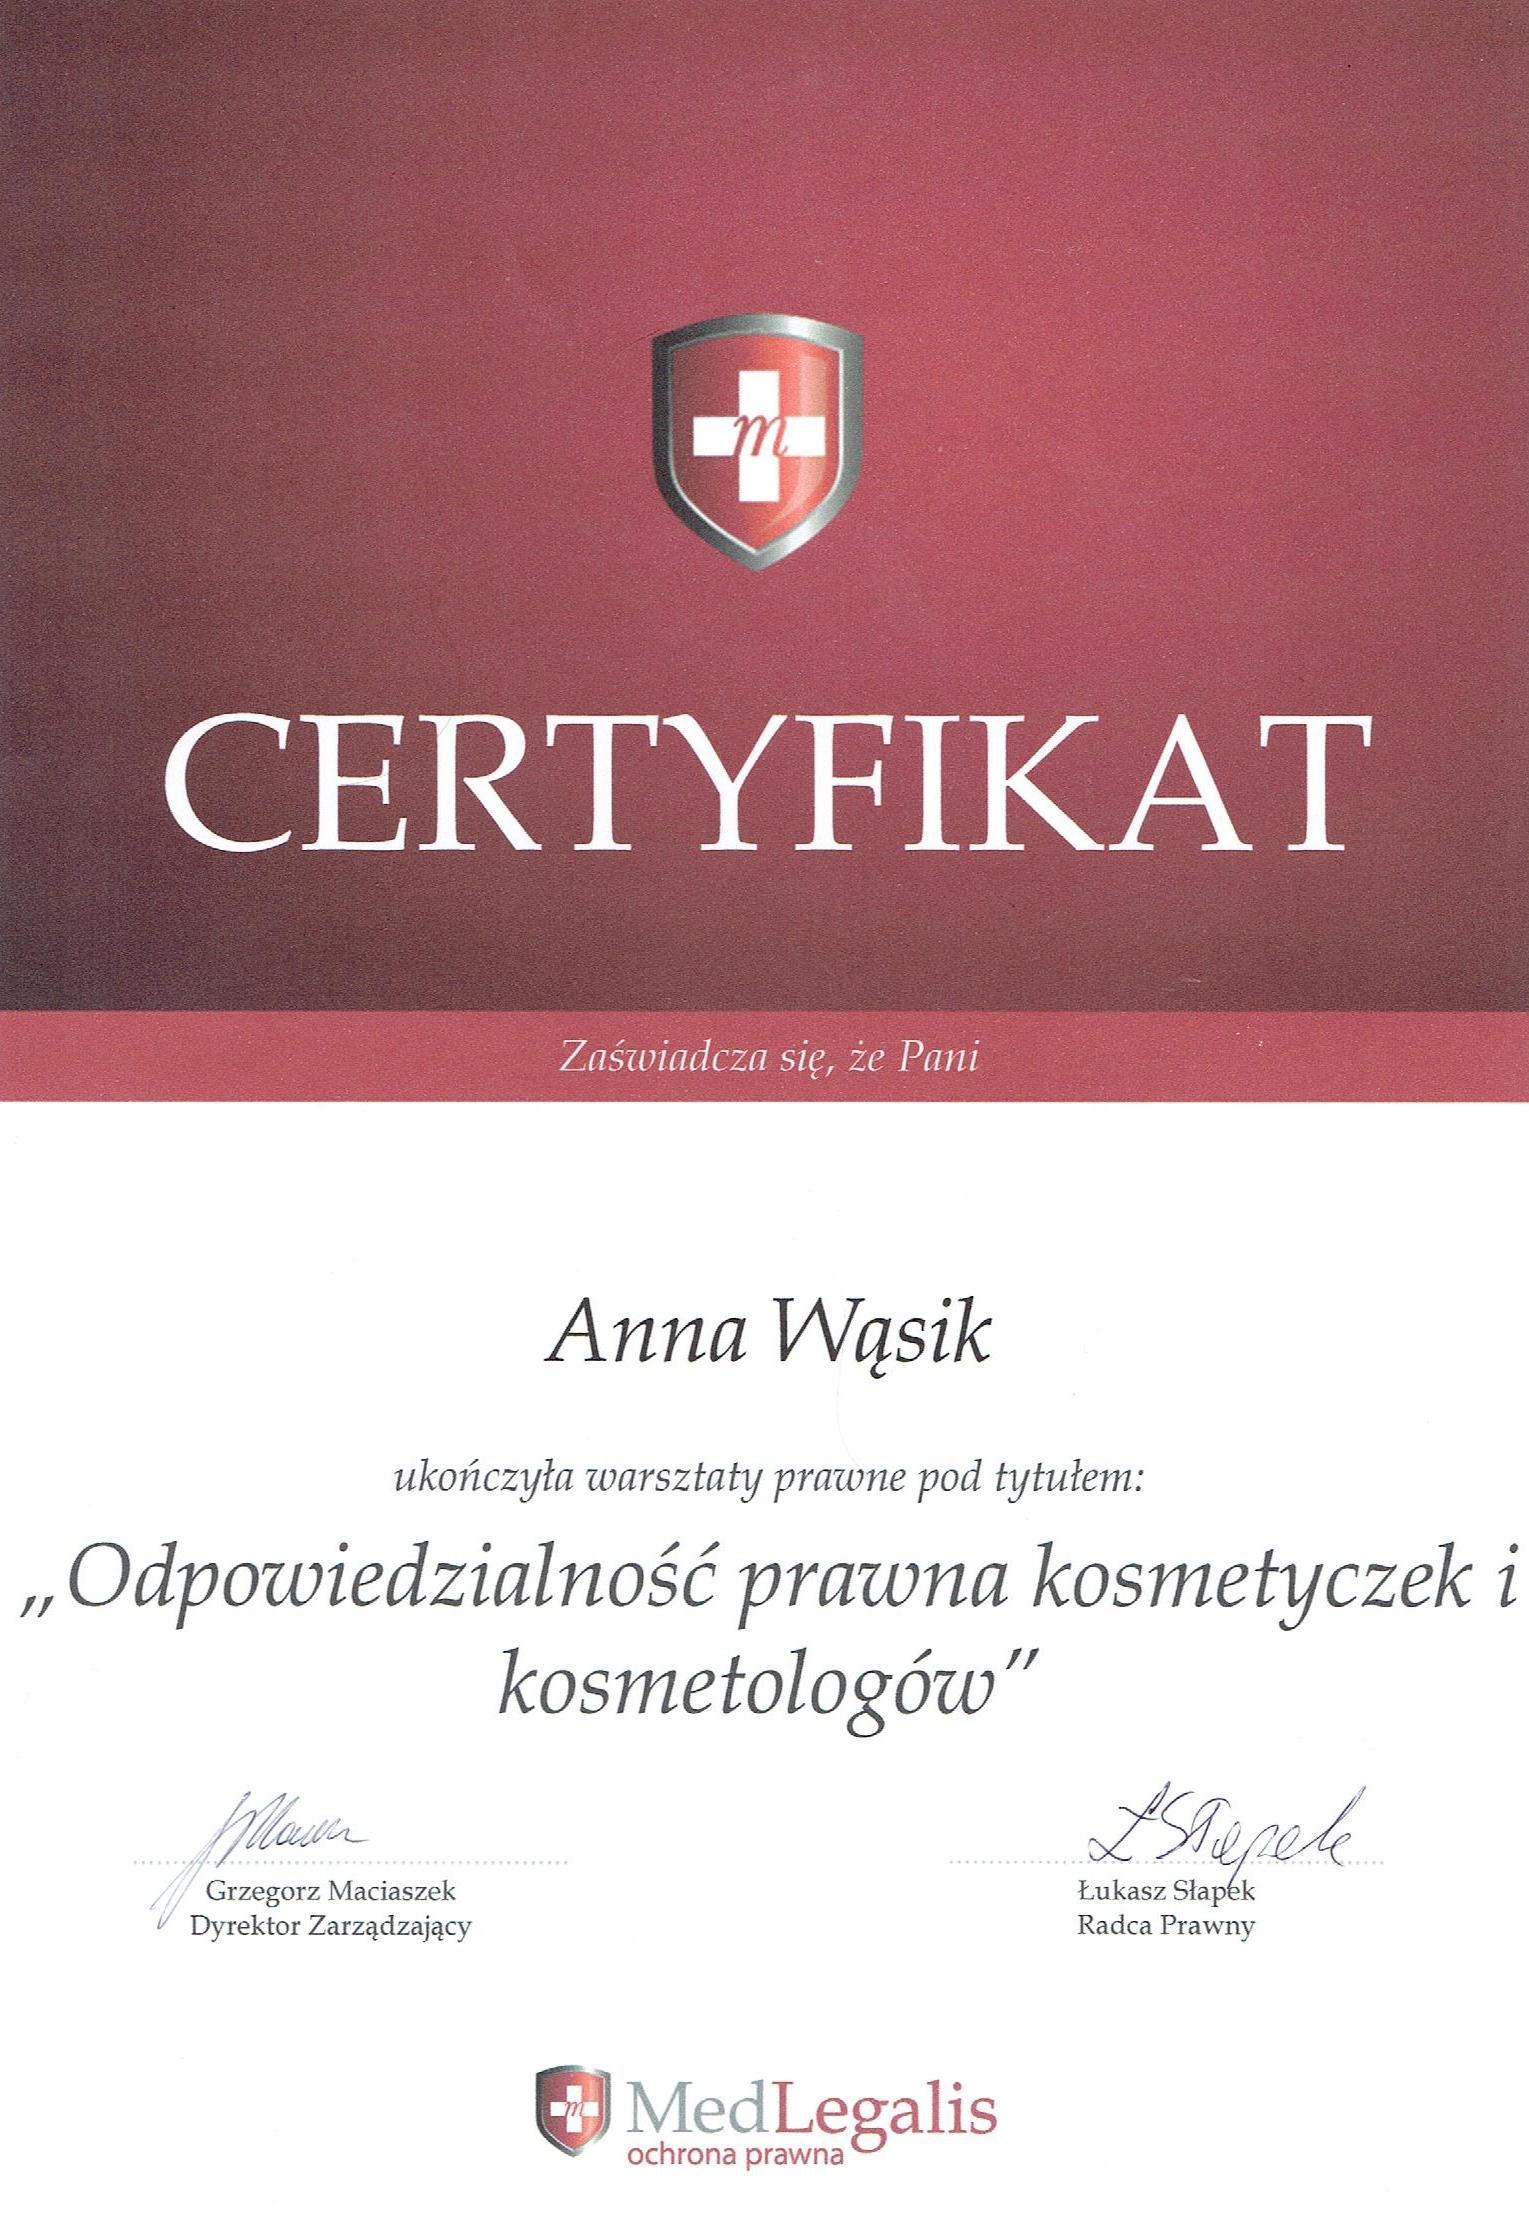 m
CERTYFIKAT
Zaświadcza się, że Pani
Anna Wąsik
ukończyła warsztaty prawne pod tytułem:
„Odpowiedzialność prawna kosmetyczek i
kosmetologów”
Ł Słapek
Grzegorz Maciaszek
Dyrektor Zarządzający
Łukasz Słapek
Radca Prawny
m
MedLegalis
ochrona prawna